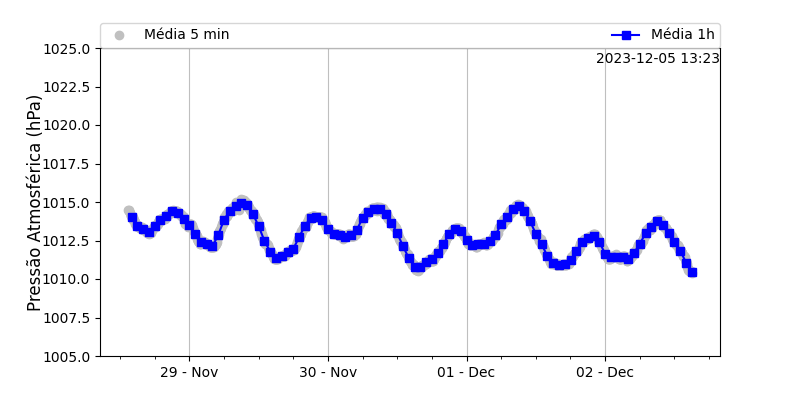 Média 5 min
Média 1h
2023-12-05 13:23
Pressão Atmosférica (hPa)
1025.0
1022.5
1020.0
1017.5
1015.0
1012.5
1010.0
1007.5
1005.0
29 - Nov
30 - Nov
01 - Dec
02 - Dec